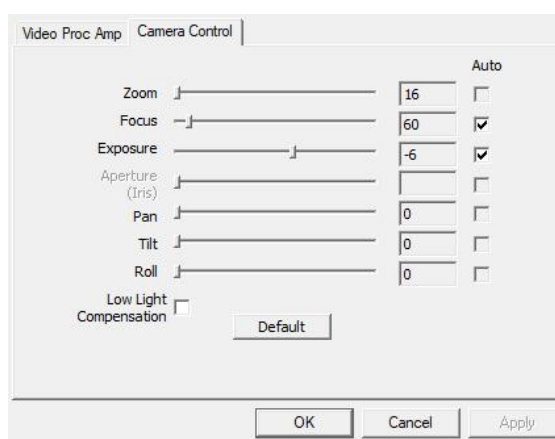 Video Proc Amp
Camera Control
Auto
Zoom 16
Focus 60
Exposure -6
Aperture
(Iris)
Pan 0
Tilt 0
Roll 0
Low Light
Compensation
Default
OK Cancel Apply